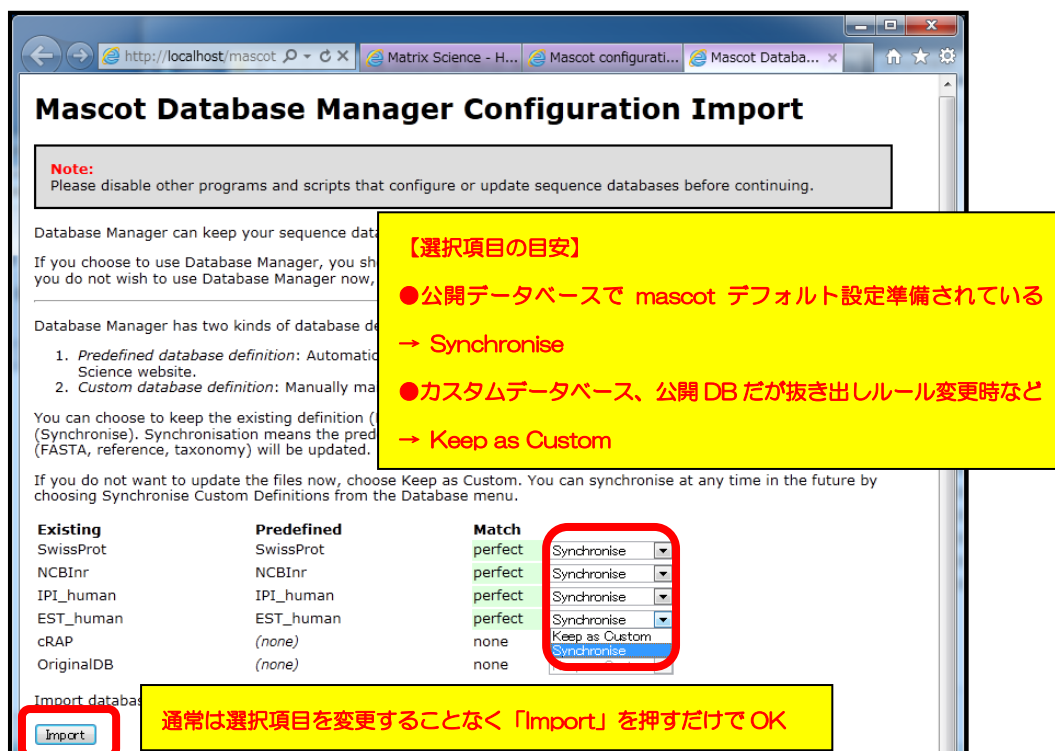 http://localhost/mascot
Matrix Science - H...
Mascot configurati...
Mascot Databa...
Mascot Database Manager Configuration Import
Note:
Please disable other programs and scripts that configure or update sequence databases before continuing.
Database Manager can keep your sequence
If you choose to use Database Manager, you
you do not wish to use Database Manager now,
Database Manager has two kinds of database
1. Predefined database definition:
Science website.
2. Custom database definition: Manually
You can choose to keep the existing definition
(Synchronise). Synchronisation means the
(FASTA, reference, taxonomy) will be updated.
【選択項目の目安】
●公開データベースで mascot デフォルト設定準備されている
→ Synchronise
●カスタムデータベース、公開 DB だが抜き出しルール変更時など
→ Keep as Custom
If you do not want to update the files now, choose Keep as Custom. You can synchronise at any time in the future by
choosing Synchronise Custom Definitions from the Database menu.
Existing Predefined Match
SwissProt SwissProt perfect Synchronise
NCBInr NCBInr perfect Synchronise
IPI_human IPI_human perfect Synchronise
EST_human EST_human perfect Synchronise
cRAP (none) none Keep as Custom
Synchronise
OriginalDB (none) none
Import
通常は選択項目を変更することなく「Import」を押すだけで OK
Import